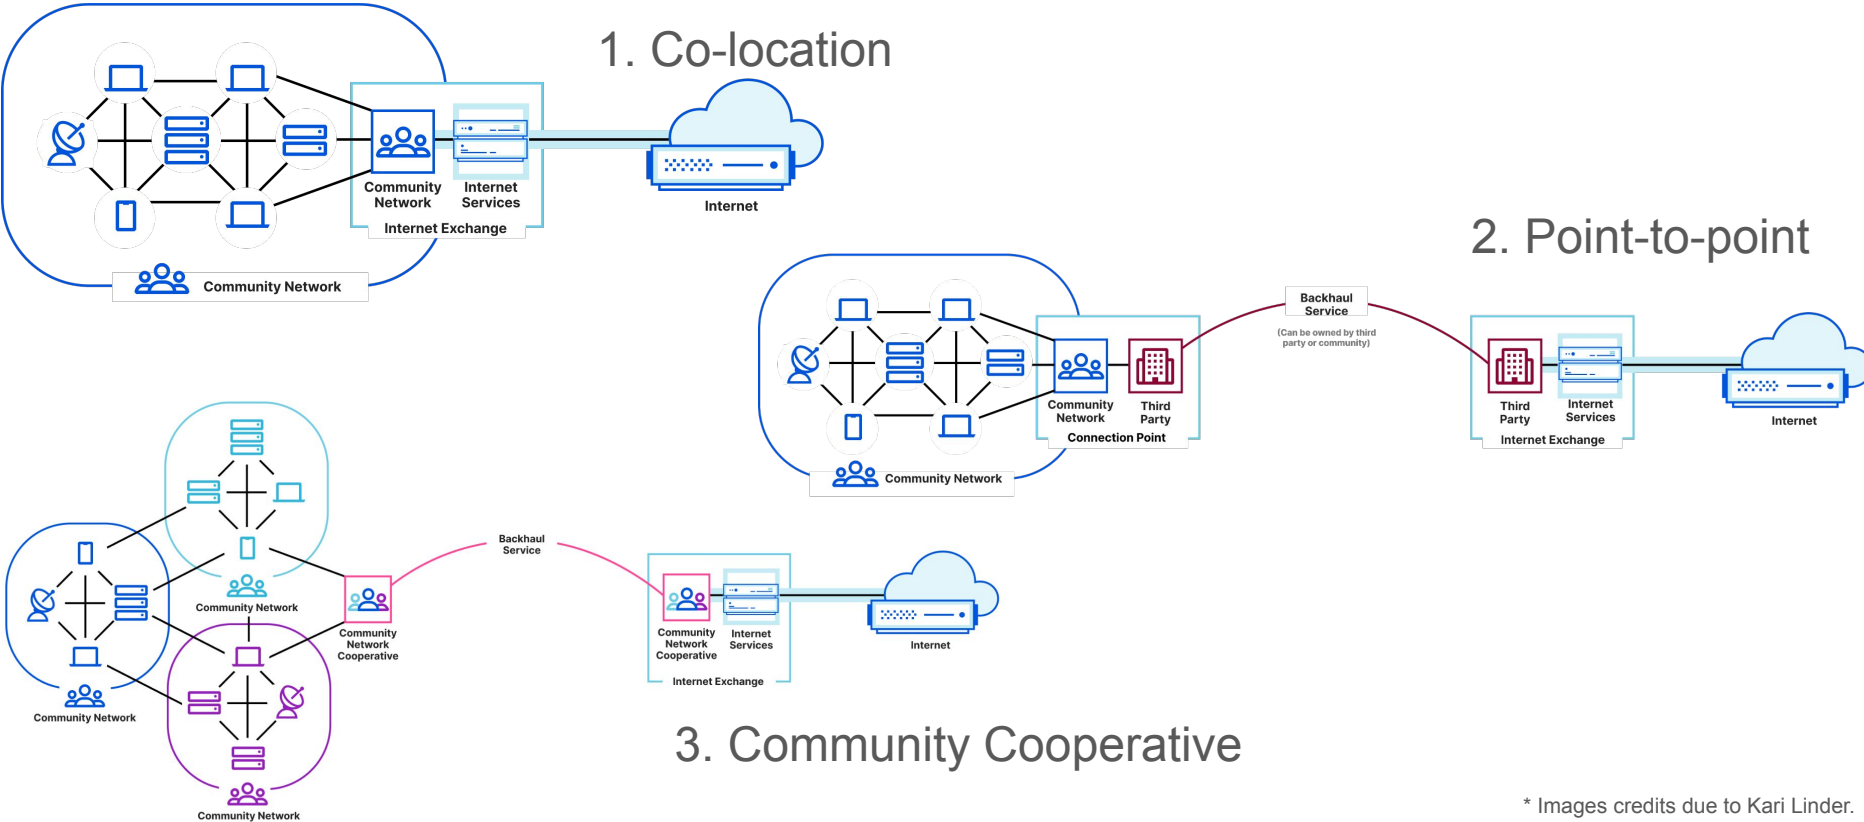 1. Co-location
Community
Network
Internet
Services
Internet Exchange
Internet
Community Network
2. Point-to-point
Backhaul
Service
(Can be owned by third
party or community)
Community
Network
Third
Party
Connection Point
Community Network
Third
Party
Internet
Services
Internet Exchange
Internet
Community Network
Community Network
Community Network
Community
Network
Cooperative
Backhaul
Service
Community
Network
Cooperative
Internet
Services
Internet Exchange
Internet
3. Community Cooperative
* Images credits due to Kari Linder.